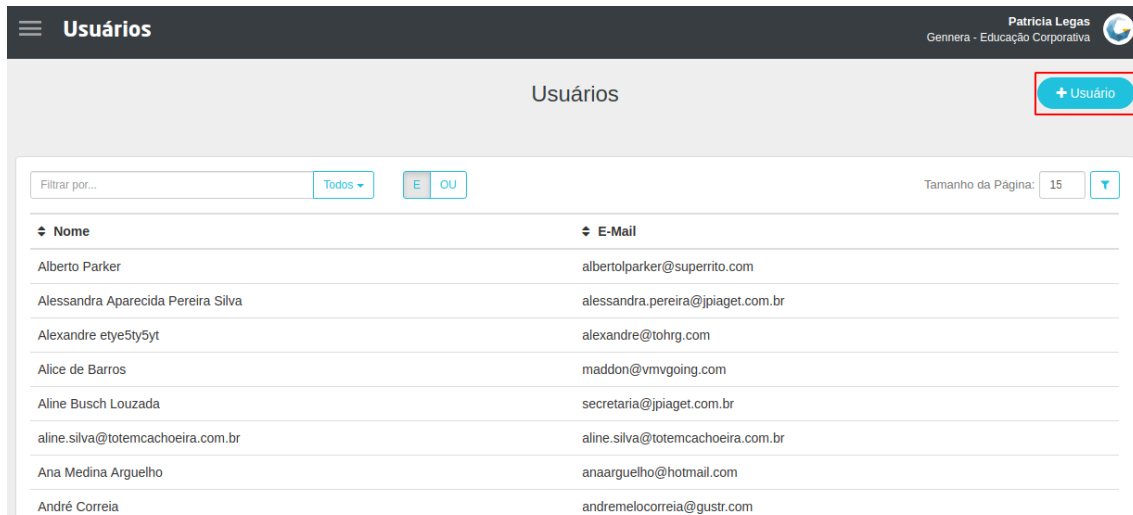 Usuários
Patricia Legas
Gennera - Educação Corporativa
Usuários
+ Usuário
Filtrar por...
Todos
E OU
Tamanho da Página: 15
Nome E-Mail
Alberto Parker albertolparker@superrito.com
Alessandra Aparecida Pereira Silva alessandra.pereira@jpiaget.com.br
Alexandre etye5ty5yt alexandre@tohrg.com
Alice de Barros maddon@vmvgoing.com
Aline Busch Louzada secretaria@jpiaget.com.br
aline.silva@totemcachoeira.com.br aline.silva@totemcachoeira.com.br
Ana Medina Arguelho anaarguelho@hotmail.com
André Correia andremelocorreia@gustr.com